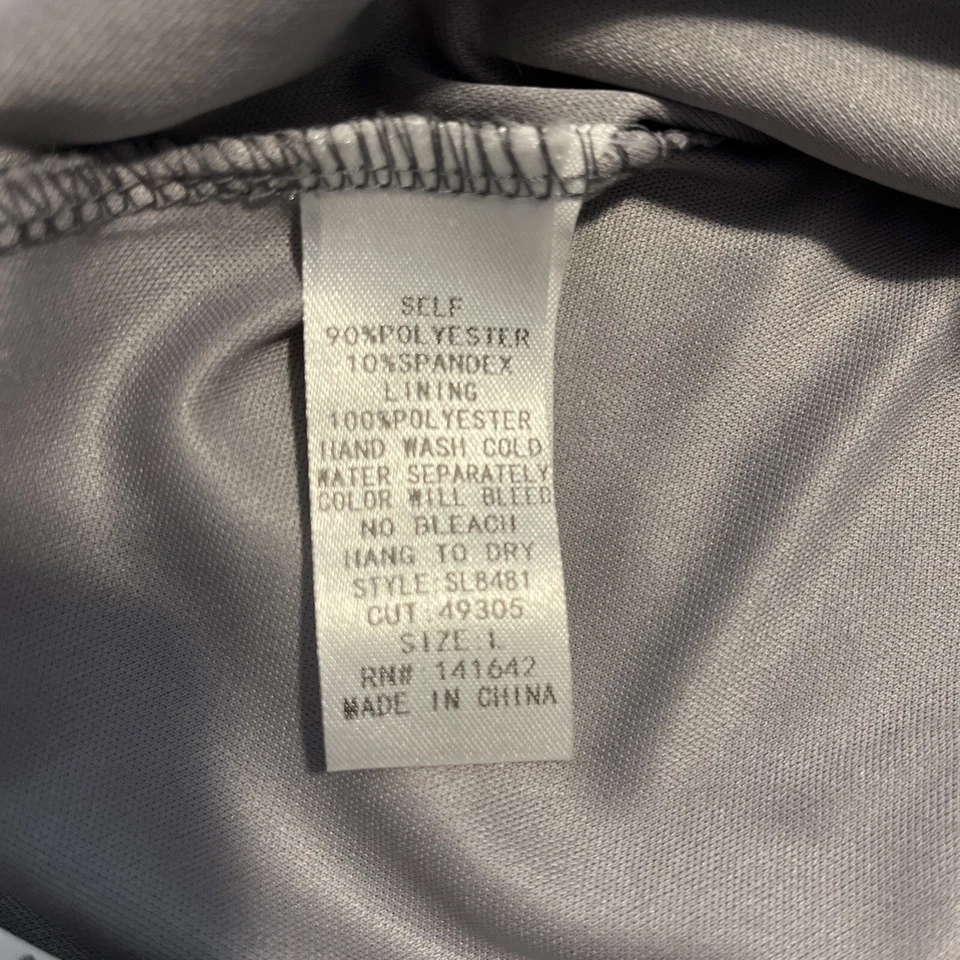 SELF
90%POLYESTER
10%SPANDEX
LINING
100%POLYESTER
HAND WASH COLD
WATER SEPARATELY
COLOR WILL BLEED
NO BLEACH
HANG TO DRY
STYLE:SL8481
CUT:49305
SIZE:L
RN# 141642
MADE IN CHINA